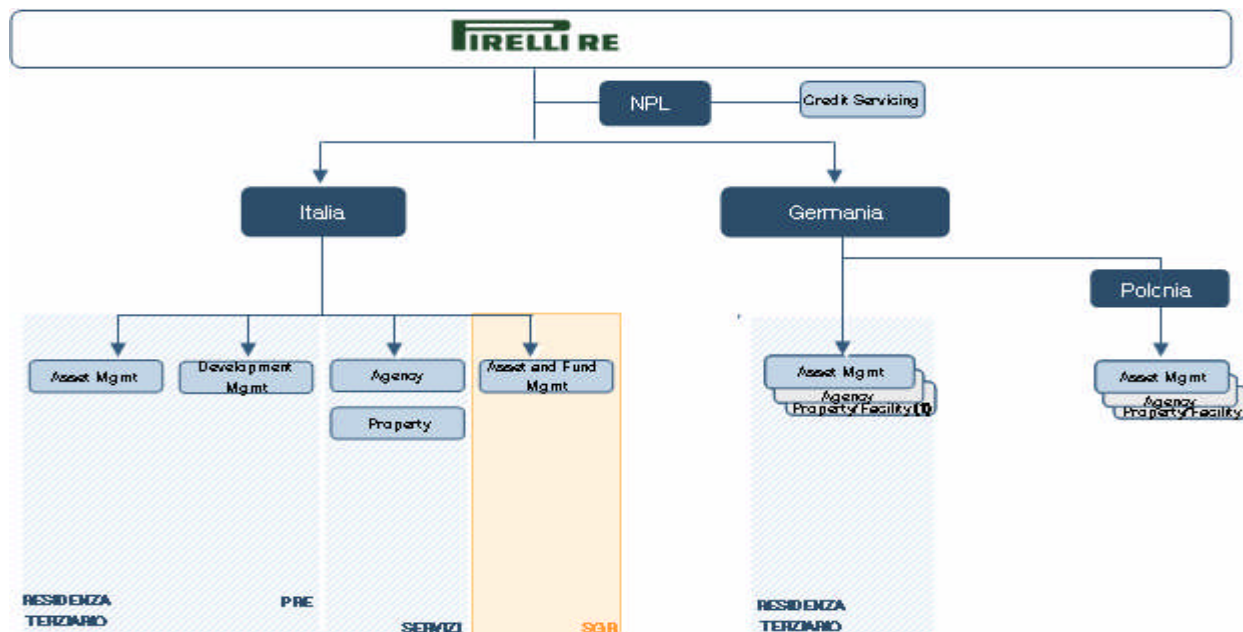 PIRELLI RE
NPL
Credit Servicing
Italia
Germania
Polonia
Asset Mgmt
Development
Mgmt
Agency
Asset and Fund
Mgmt
Property
Asset Mgmt
Agency
Property/Facility (1)
Asset Mgmt
Agency
Property/Facility
RESIDENZA
TERZIARIO
PRE
SERVIZI
SGR
RESIDENZA
TERZIARIO